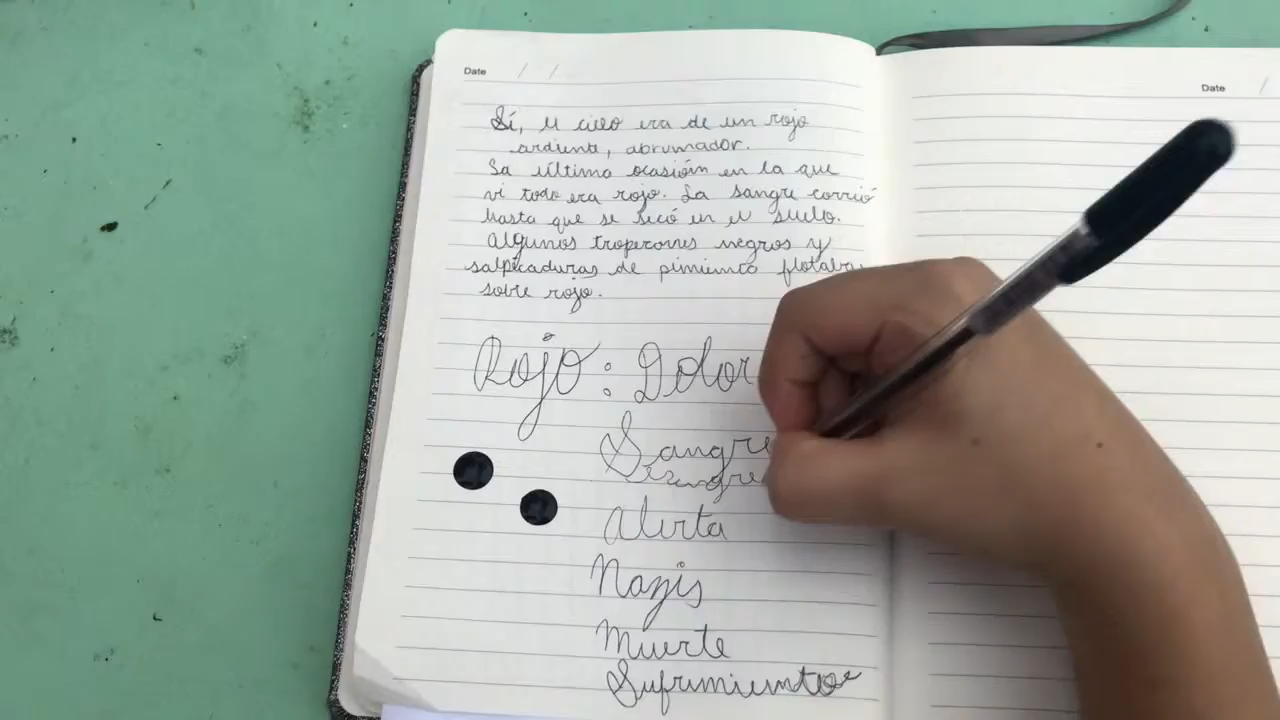 Date / /
Date /
Sí, el cielo era de un rojo
ardiente, abrumador.
La última ocasión en la que
vi todo era rojo. La sangre corrió
hasta que se secó en el suelo.
Algunos tropezones negros y
salpicaduras de pimiento flotaba
sobre rojo.
Rojo: Dolor
Sangre
Sangre
Alerta
Nazis
Muerte
Sufrimiento